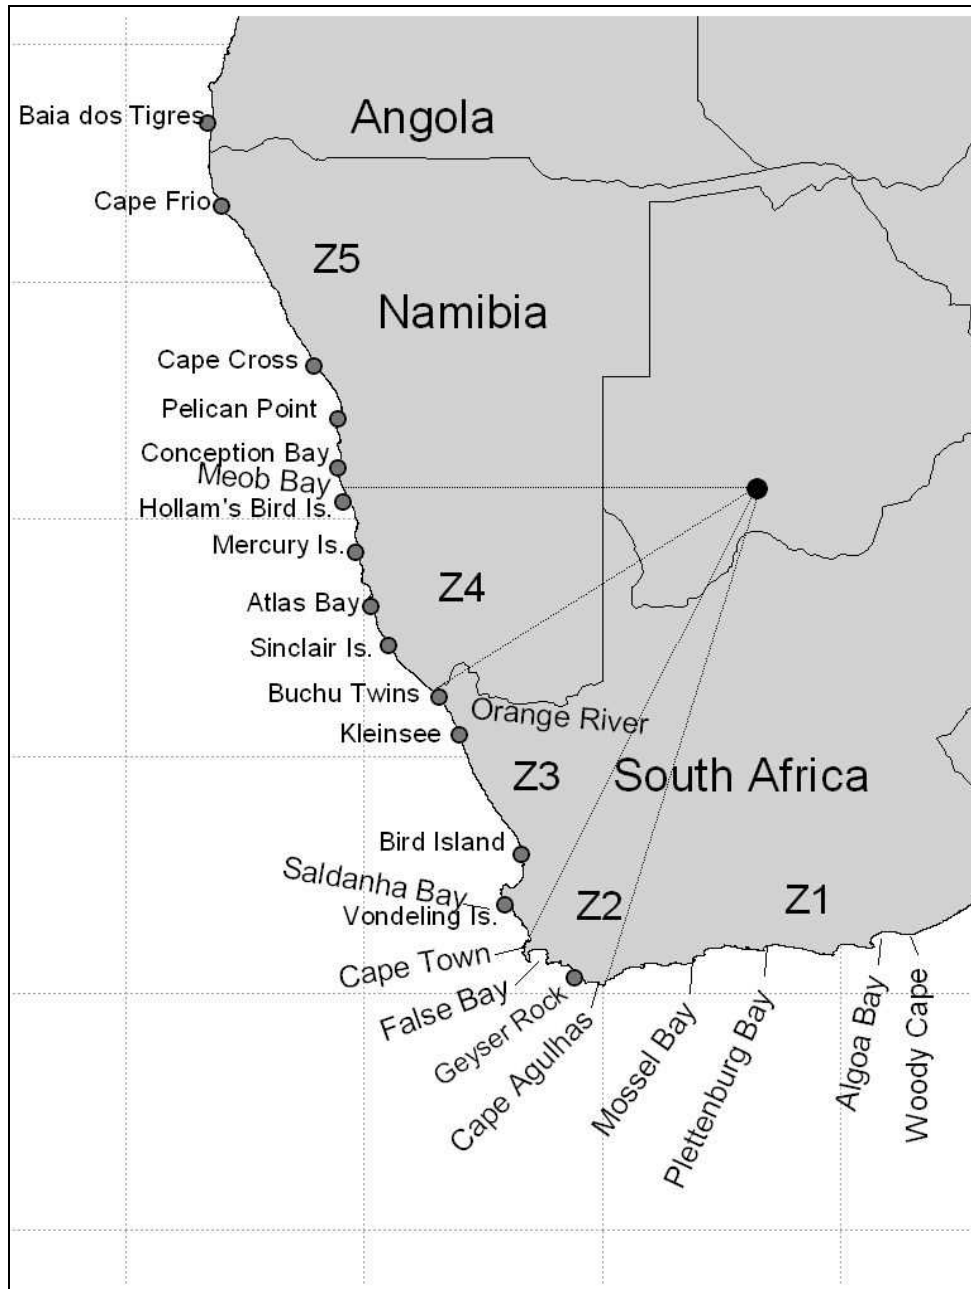 Angola
Baia dos Tigres
Cape Frio
Z5
Namibia
Cape Cross
Pelican Point
Conception Bay
Meob Bay
Hollam's Bird Is.
Mercury Is.
Z4
Atlas Bay
Sinclair Is.
Buchu Twins
Orange River
Kleinsee
Z3
South Africa
Bird Island
Saldanha Bay
Vondeling Is.
Z2
Z1
Cape Town
False Bay
Geyser Rock
Cape Agulhas
Mossel Bay
Plettenburg Bay
Algoa Bay
Woody Cape